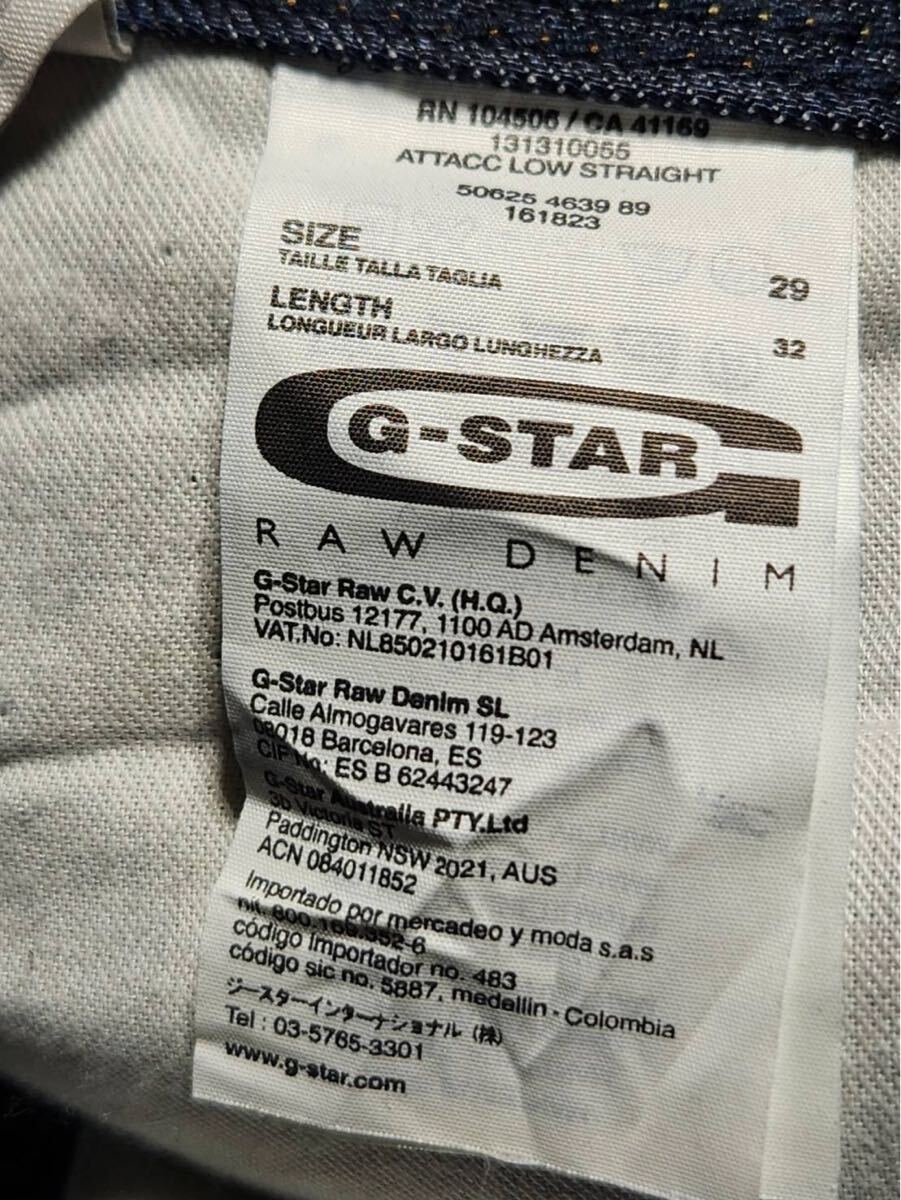 RN 104506 / CA 41169
131310055
ATTACC LOW STRAIGHT
50625 4639 89
161823
SIZE
TAILLE TALLA TAGLIA 29
LENGTH
LONGUEUR LARGO LUNGHEZZA 32
G-STAR
RAW DENIM
G-Star Raw C.V. (H.Q.)
Postbus 12177, 1100 AD Amsterdam, NL
VAT.No: NL850210161B01
G-Star Raw Denim SL
Calle Almogavares 119-123
08018 Barcelona, ES
CIF No: ES B 62443247
G-Star Australia PTY.Ltd
3D Victoria ST
Paddington NSW 2021, AUS
ACN 084011852
Importado por mercadeo y moda s.a.s
nit. 800.169.352-6
código Importador no. 483
código sic no. 5887, medellin - Colombia
ジースターインターナショナル (株)
Tel : 03-5765-3301
www.g-star.com